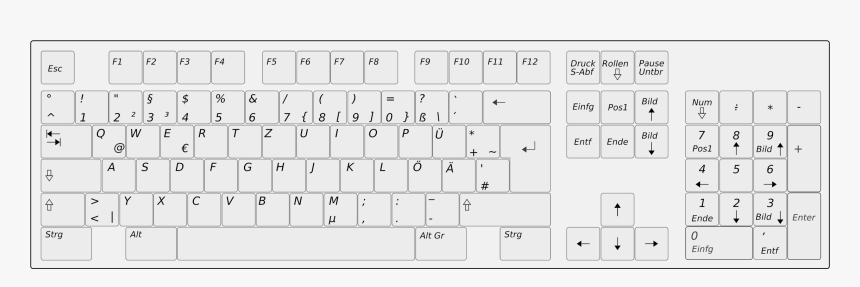 Esc F1 F2 F3 F4 F5 F6 F7 F8 F9 F10 F11 F12 Druck S-Abf Rollen ⇩ Pause Untbr
° ! " § $ % & / ( ) = ? `
^ 1 2 ² 3 ³ 4 5 6 7 { 8 [ 9 ] 0 } ß \ ´ ← Einfg Pos1 Bild ↑ Num ⇩ ÷ * -
Q W E R T Z U I O P Ü *
@ € + ~ Entf Ende Bild ↓ 7 Pos1 8 ↑ 9 Bild ↑ +
A S D F G H J K L Ö Ä '
# 4 ← 5 6 →
> Y X C V B N M ; : –
< | µ , . - ↑ 1 Ende 2 ↓ 3 Bild ↓ Enter
Strg Alt Alt Gr Strg ← ↓ → 0 Einfg ‘ Entf